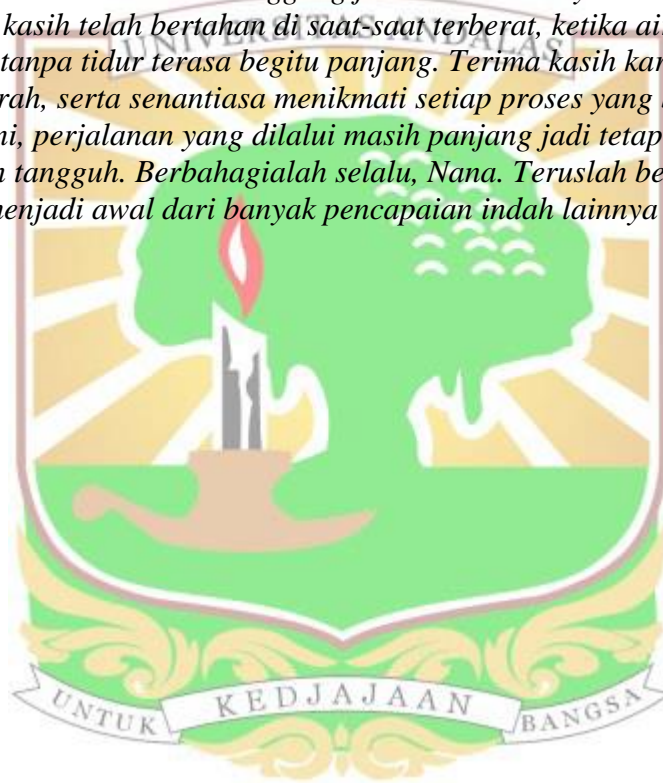 kasih telah bertahan di saat-saat terberat, ketika ai
UNIVERSITAS ANDALAS
tanpa tidur terasa begitu panjang. Terima kasih kar
rah, serta senantiasa menikmati setiap proses yang
ni, perjalanan yang dilalui masih panjang jadi tetap
n tangguh. Berbahagialah selalu, Nana. Teruslah be
menjadi awal dari banyak pencapaian indah lainnya
UNTUK KEDJAJAAN BANGSA